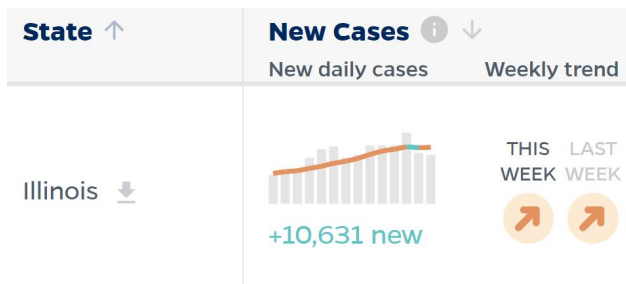 State
New Cases
New daily cases
Weekly trend
Illinois
+10,631 new
THIS WEEK
LAST WEEK